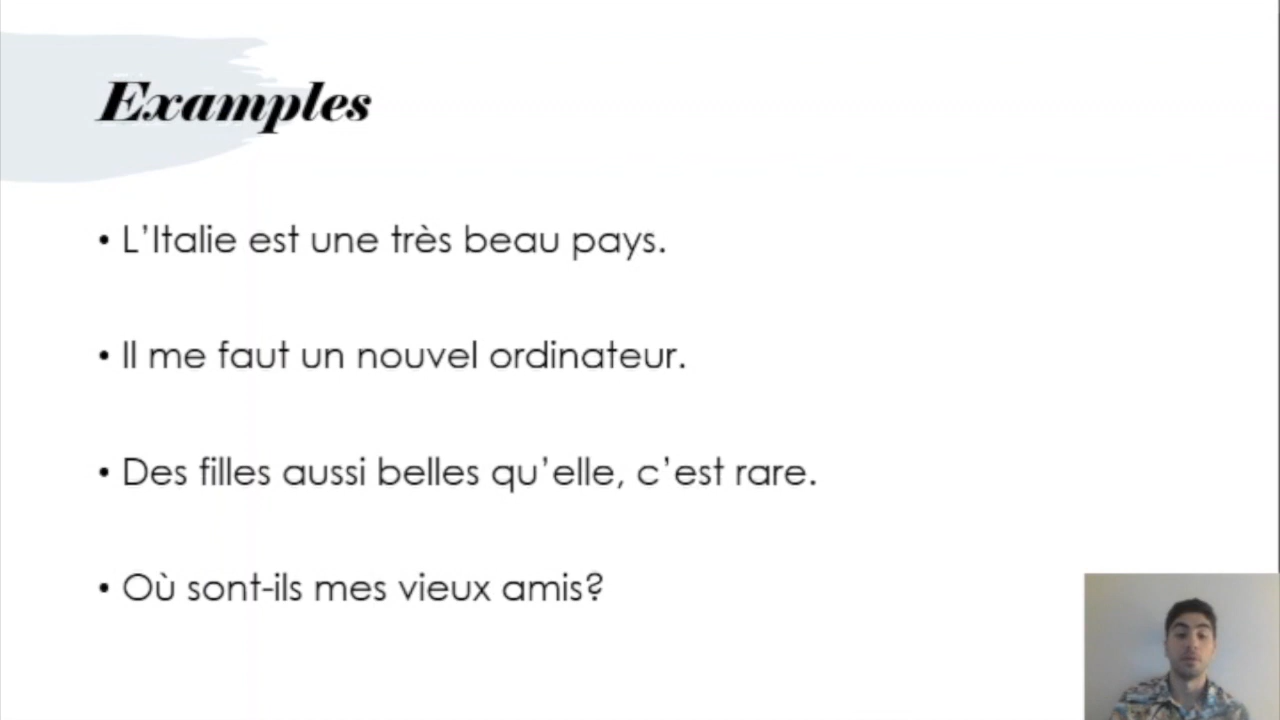 Examples
• L’Italie est une très beau pays.
• Il me faut un nouvel ordinateur.
• Des filles aussi belles qu’elle, c’est rare.
• Où sont-ils mes vieux amis?